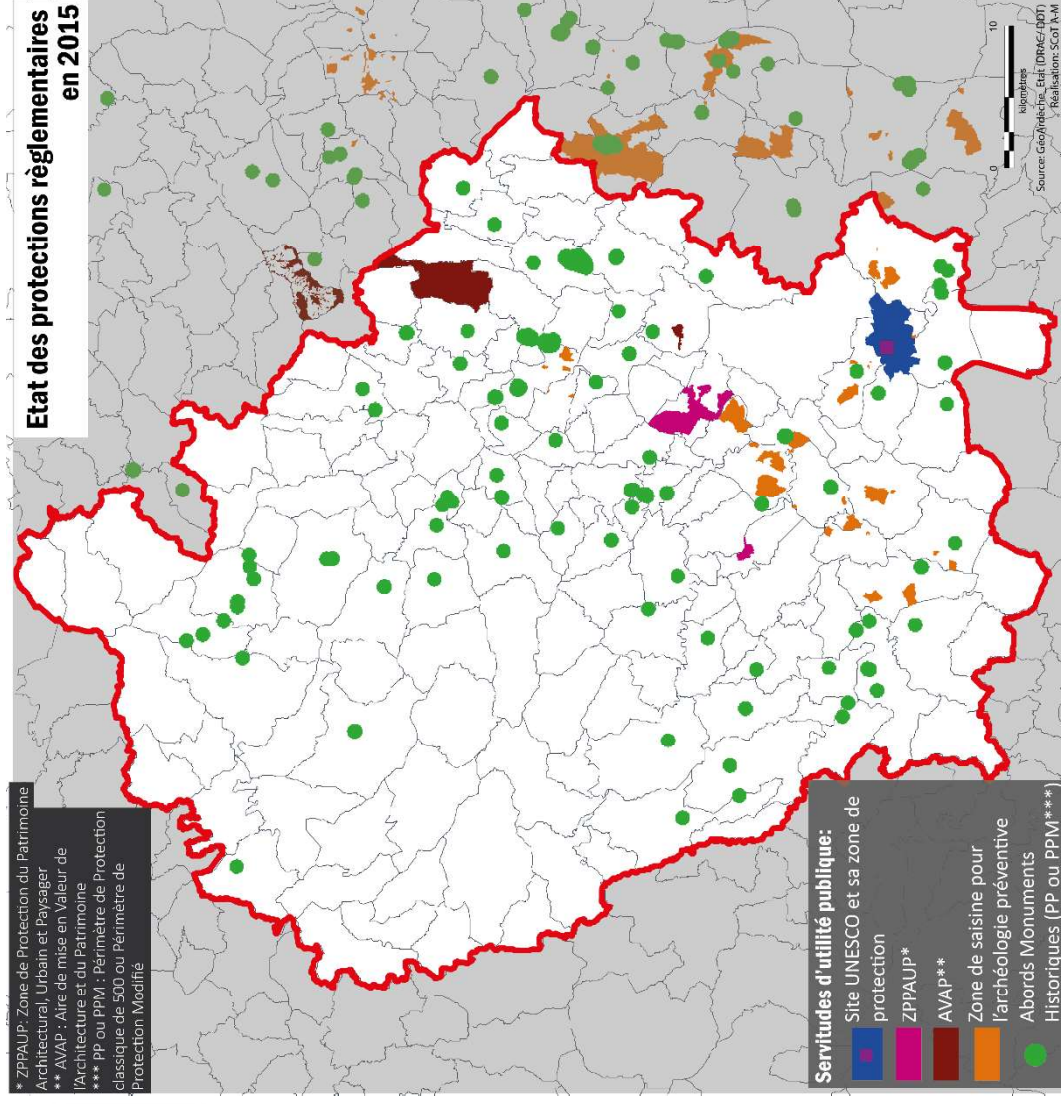 Etat des protections règlementaires
en 2015
* ZPPAUP: Zone de Protection du Patrimoine
Architectural, Urbain et Paysager
** AVAP : Aire de mise en Valeur de
l'Architecture et du Patrimoine
*** PP ou PPM : Périmètre de Protection
classique de 500 ou Périmètre de
Protection Modifié
Servitudes d'utilité publique:
Site UNESCO et sa zone de
protection
ZPPAUP*
AVAP**
Zone de saisine pour
l'archéologie préventive
Abords Monuments
Historiques (PP ou PPM***)
0 10
kilomètres
Source: GéoArdèche_Etat (DRAC/ DDT)
Réalisation: SCoT A-M